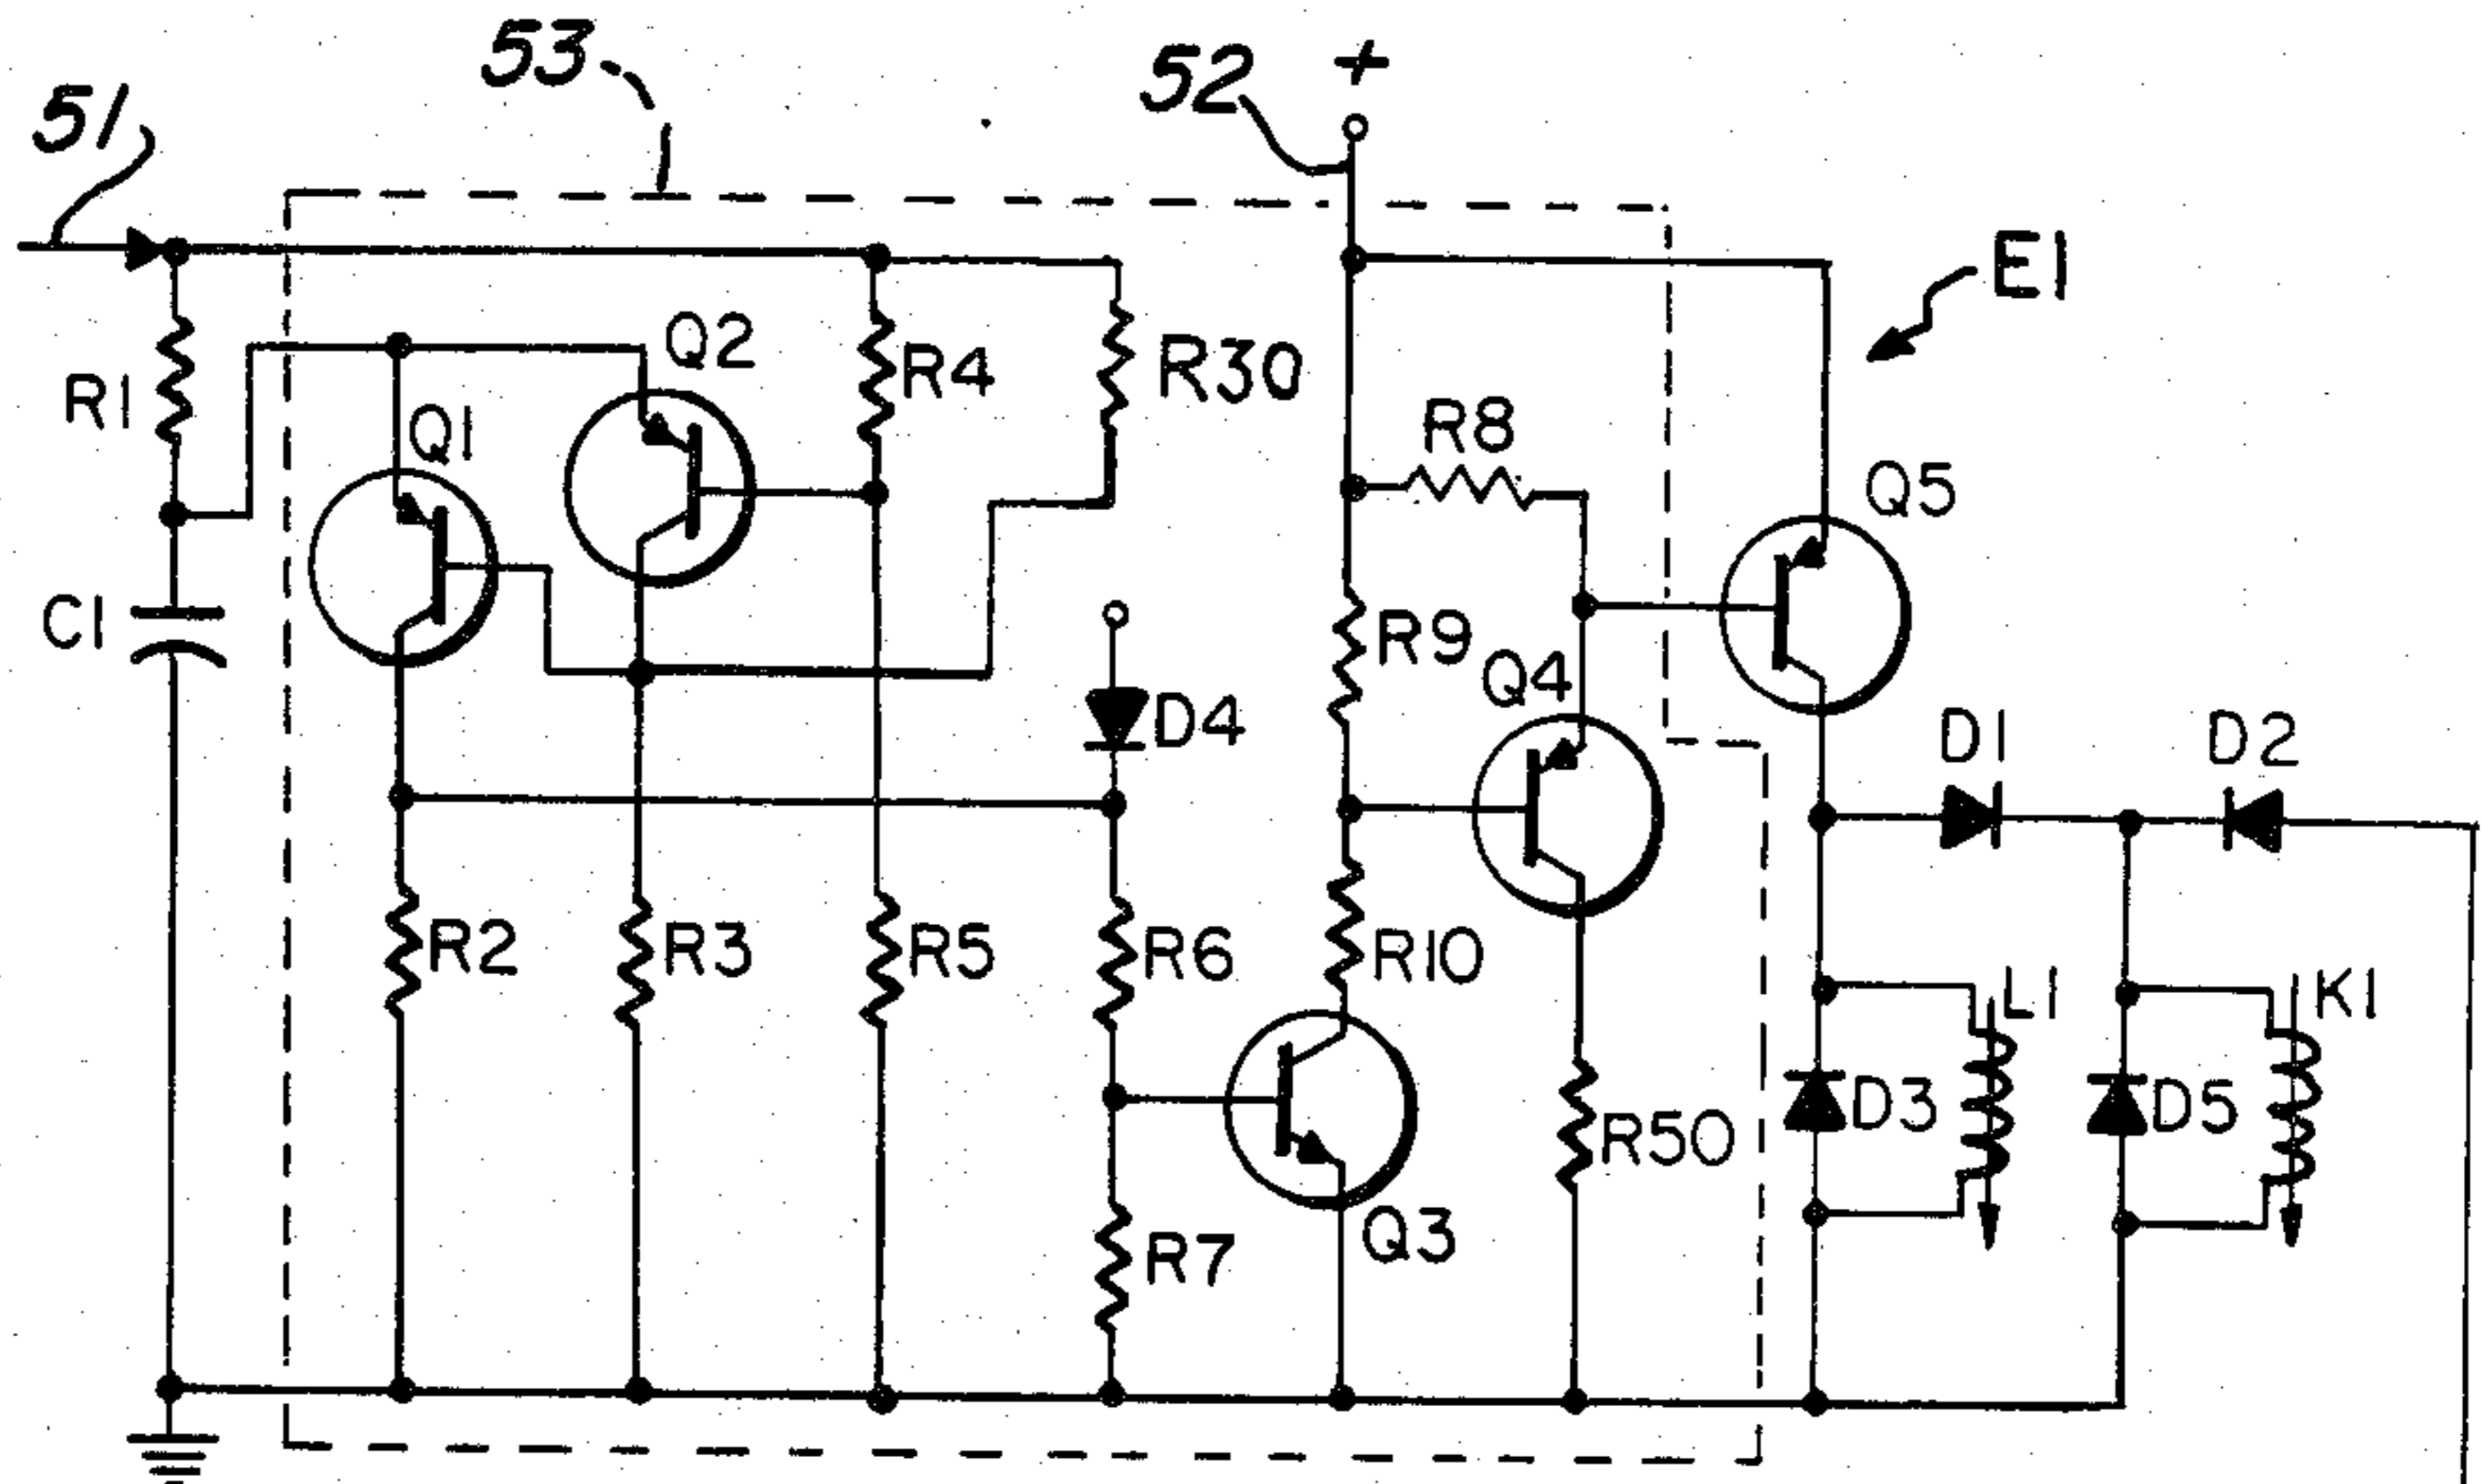 53
52
+
51
E1
Q2
R4
R30
R1
Q1
R8
Q5
C1
R9
Q4
D4
D1
D2
R2
R3
R5
R6
R10
L1
K1
R50
D3
D5
R7
Q3